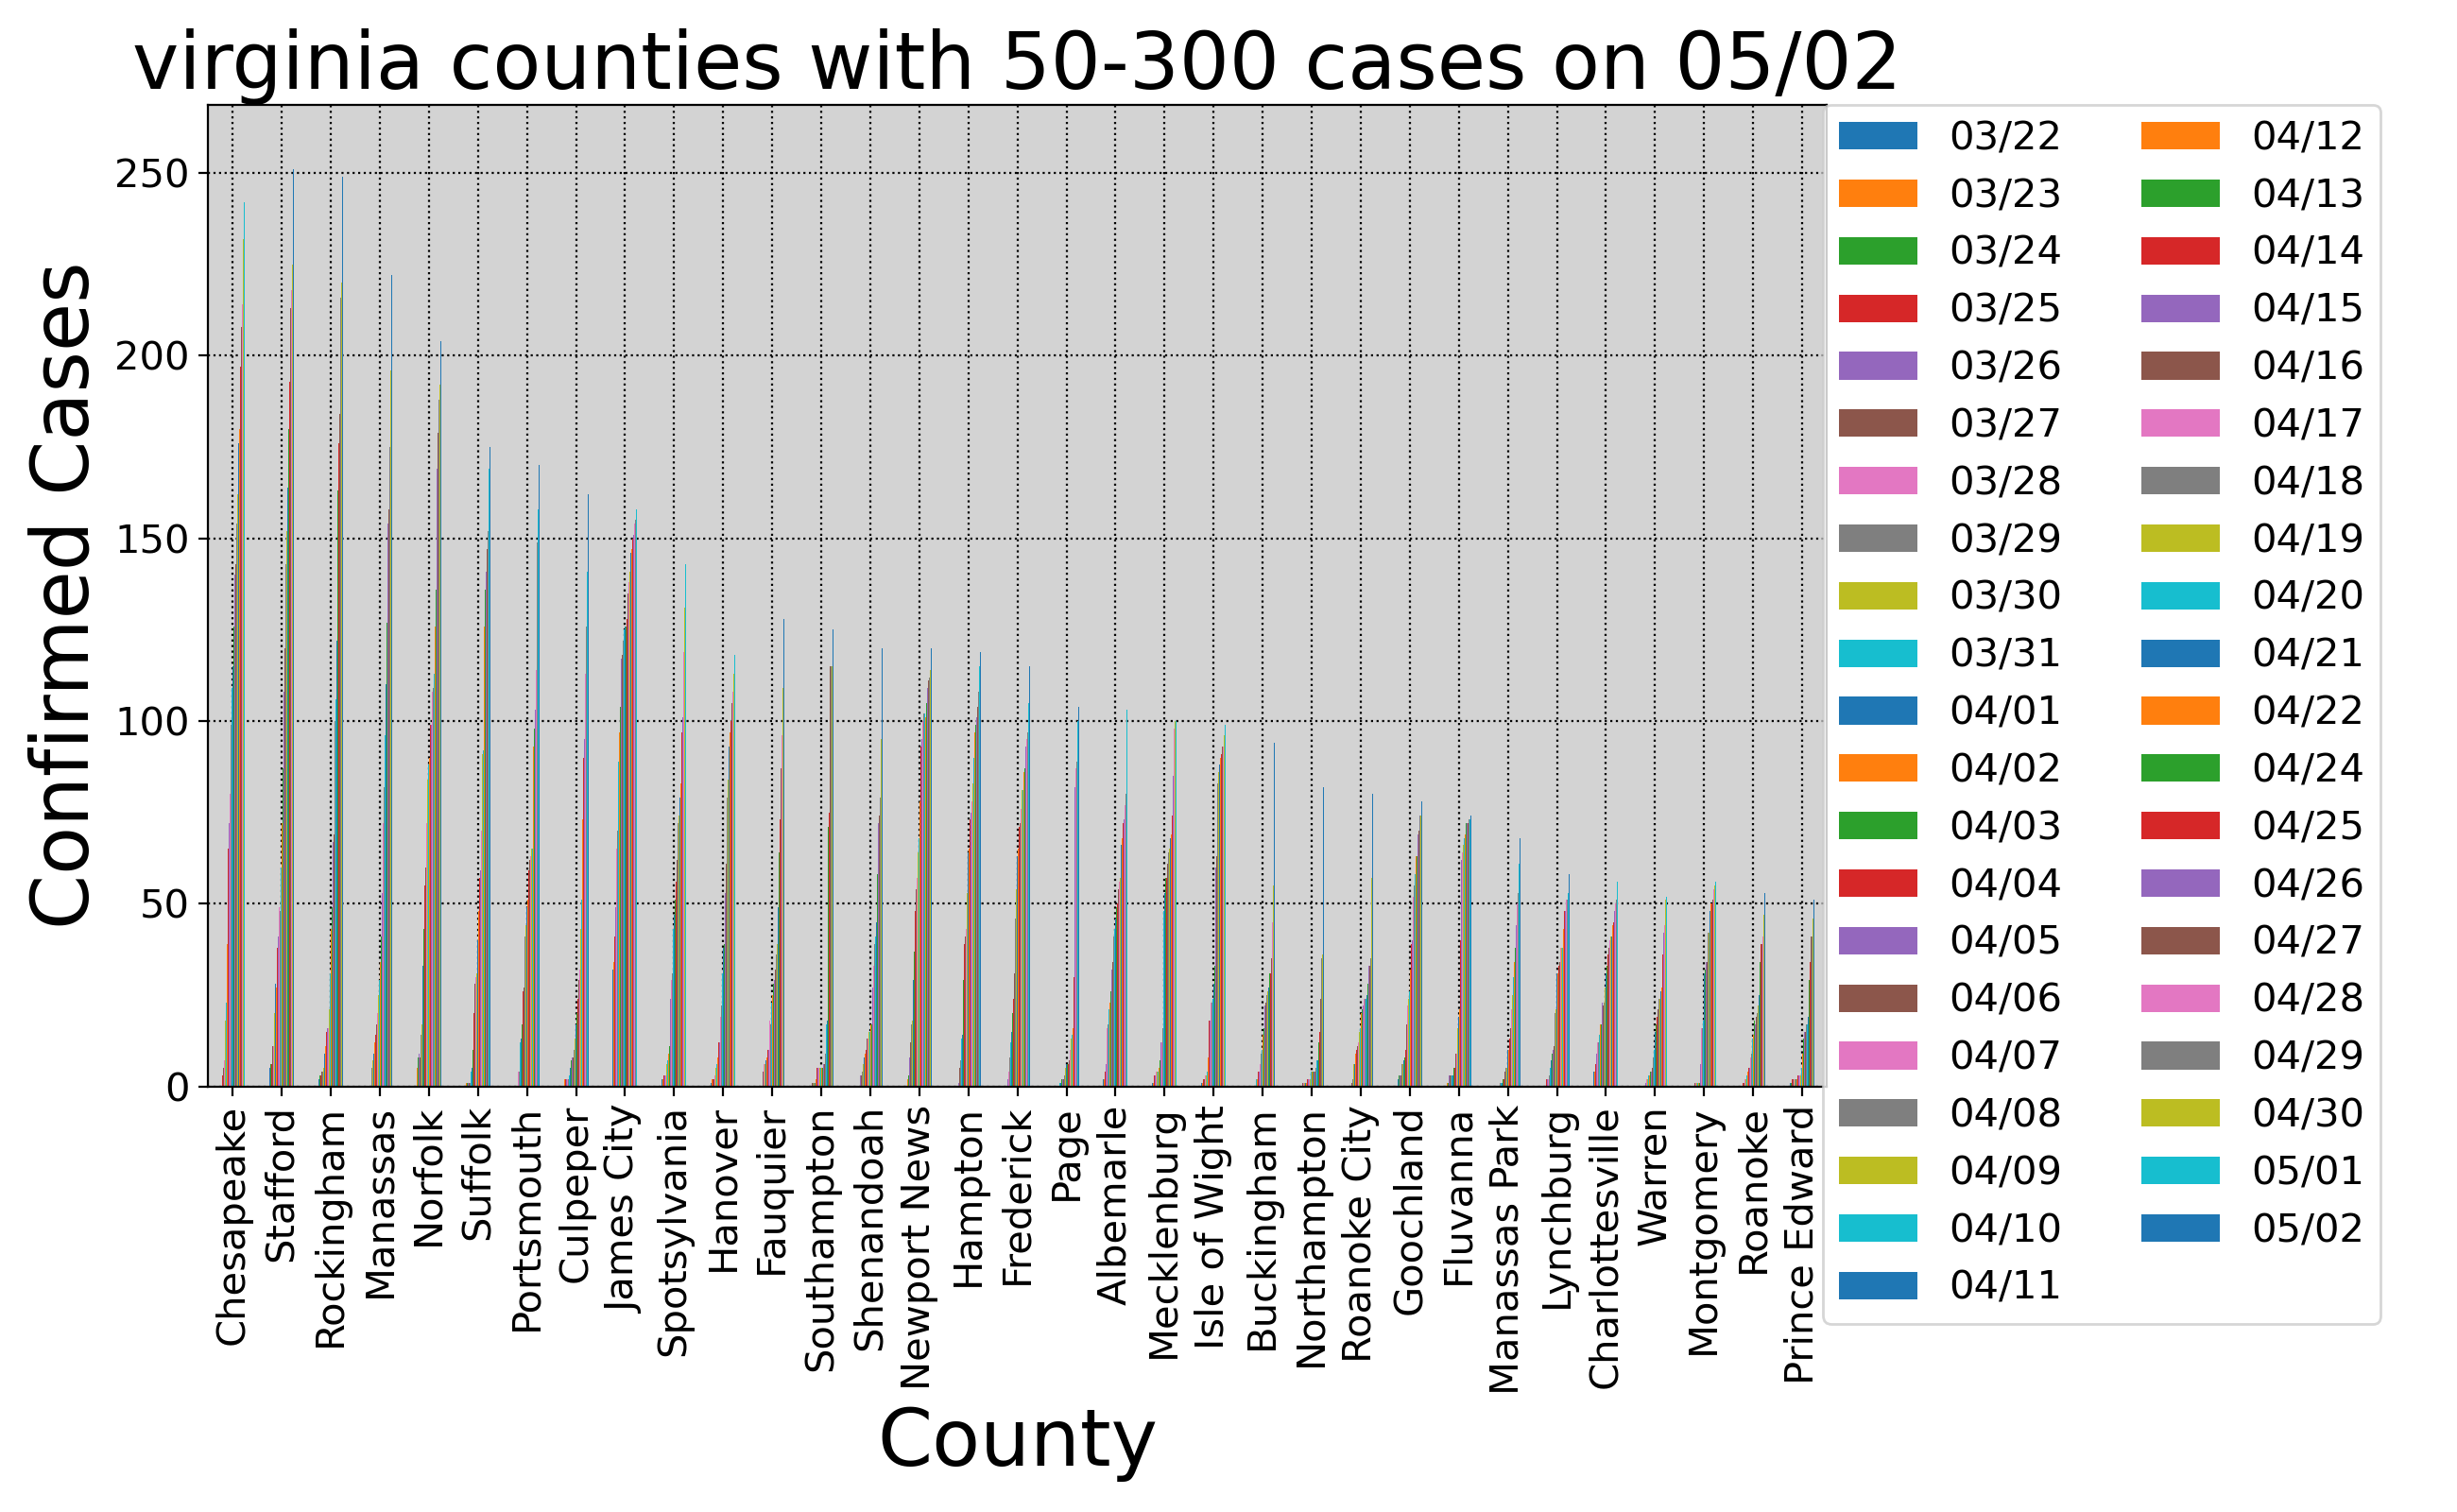 virginia counties with 50-300 cases on 05/02
Confirmed Cases
250
200
150
100
50
0
Chesapeake
Stafford
Rockingham
Manassas
Norfolk
Suffolk
Portsmouth
Culpeper
James City
Spotsylvania
Hanover
Fauquier
Southampton
Shenandoah
Newport News
Hampton
Frederick
Page
Albemarle
Mecklenburg
Isle of Wight
Buckingham
Northampton
Roanoke City
Goochland
Fluvanna
Manassas Park
Lynchburg
Charlottesville
Warren
Montgomery
Roanoke
Prince Edward
County
03/22
03/23
03/24
03/25
03/26
03/27
03/28
03/29
03/30
03/31
04/01
04/02
04/03
04/04
04/05
04/06
04/07
04/08
04/09
04/10
04/11
04/12
04/13
04/14
04/15
04/16
04/17
04/18
04/19
04/20
04/21
04/22
04/24
04/25
04/26
04/27
04/28
04/29
04/30
05/01
05/02